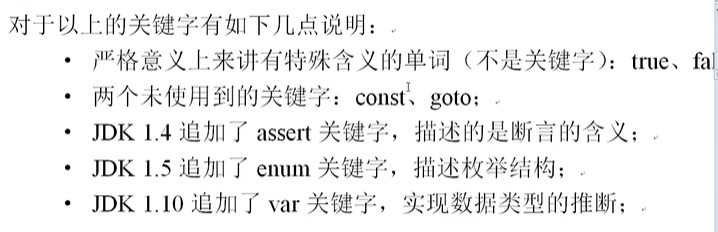 对于以上的关键字有如下几点说明：
• 严格意义上来讲有特殊含义的单词（不是关键字）：true、fal
• 两个未使用到的关键字：const、goto；
• JDK 1.4 追加了 assert 关键字，描述的是断言的含义；
• JDK 1.5 追加了 enum 关键字，描述枚举结构；
• JDK 1.10 追加了 var 关键字，实现数据类型的推断；